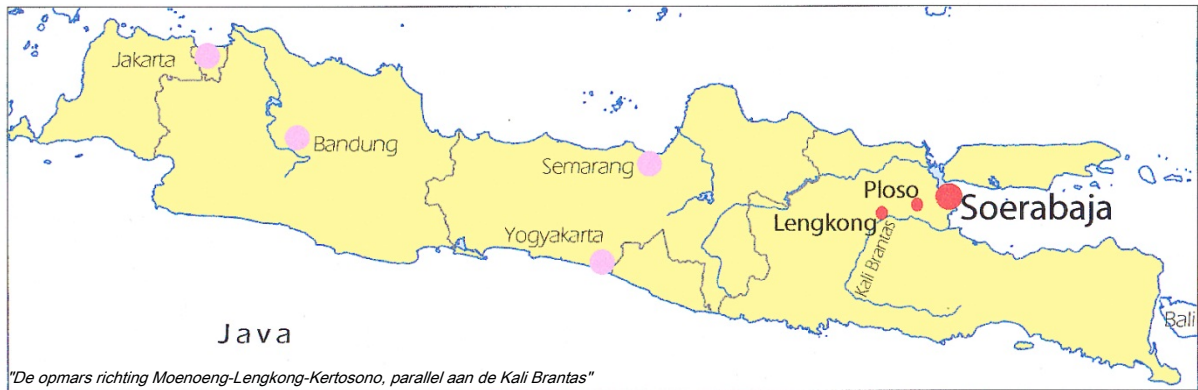 Jakarta
Bandung
Semarang
Yogyakarta
Ploso
Lengkong
Soerabaja
Kali Brantas
Bali
Java
"De opmars richting Moenoeng-Lengkong-Kertosono, parallel aan de Kali Brantas"